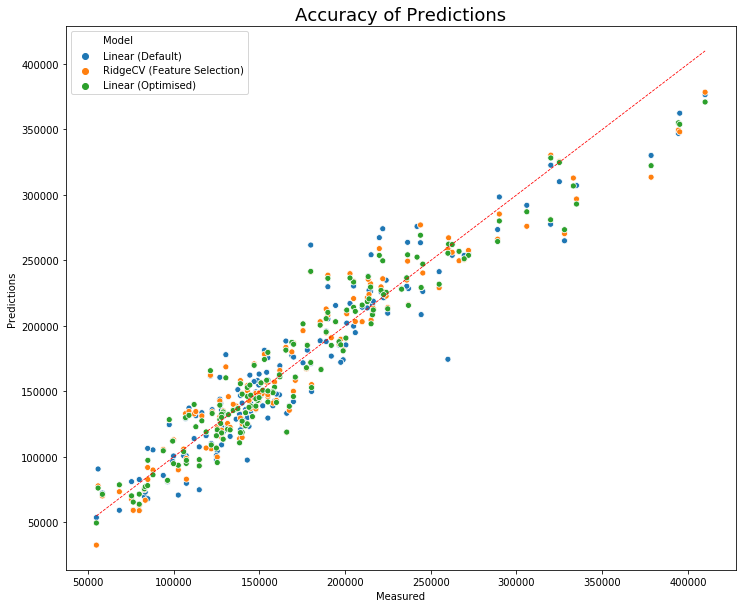 Accuracy of Predictions
Model
Linear (Default)
RidgeCV (Feature Selection)
Linear (Optimised)
400000
350000
300000
250000
200000
150000
100000
50000
Predictions
50000 100000 150000 200000 250000 300000 350000 400000
Measured